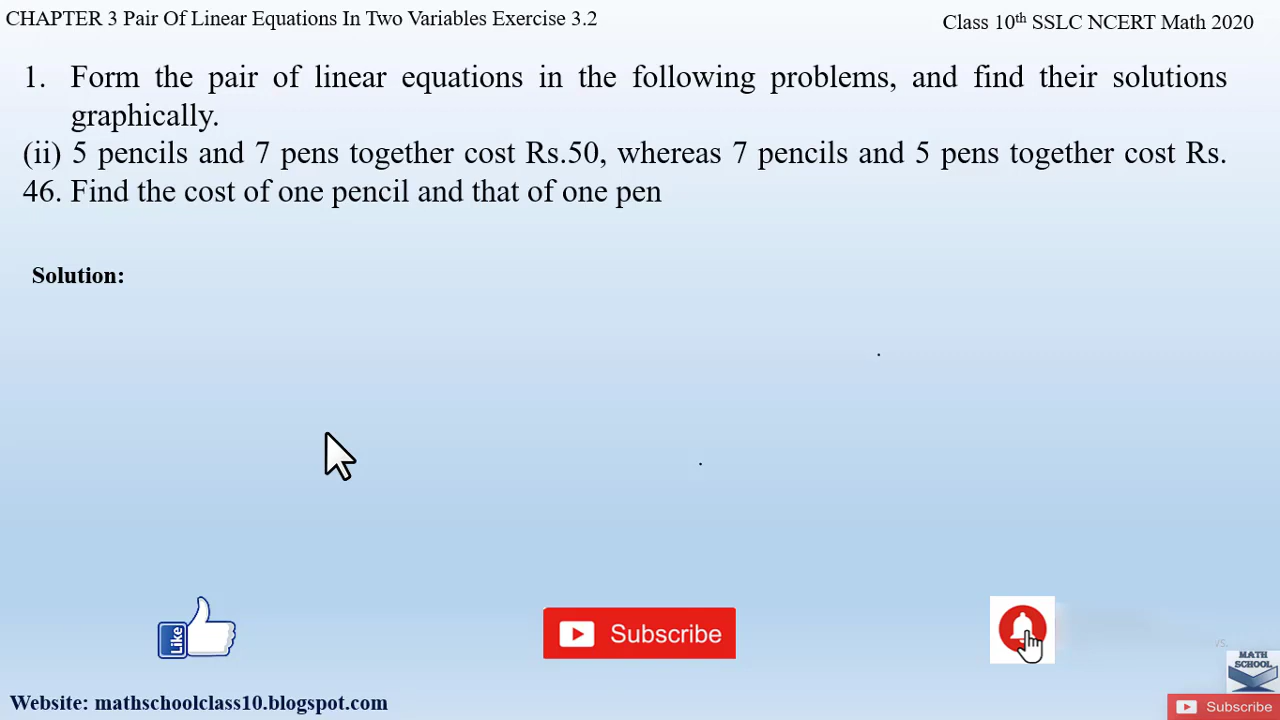 CHAPTER 3 Pair Of Linear Equations In Two Variables Exercise 3.2
Class 10th SSLC NCERT Math 2020
1. Form the pair of linear equations in the following problems, and find their solutions
graphically.
(ii) 5 pencils and 7 pens together cost Rs.50, whereas 7 pencils and 5 pens together cost Rs.
46. Find the cost of one pencil and that of one pen
Solution:
Like
Subscribe
vs.
MATH
SCHOOL
Website: mathschoolclass10.blogspot.com
Subscribe